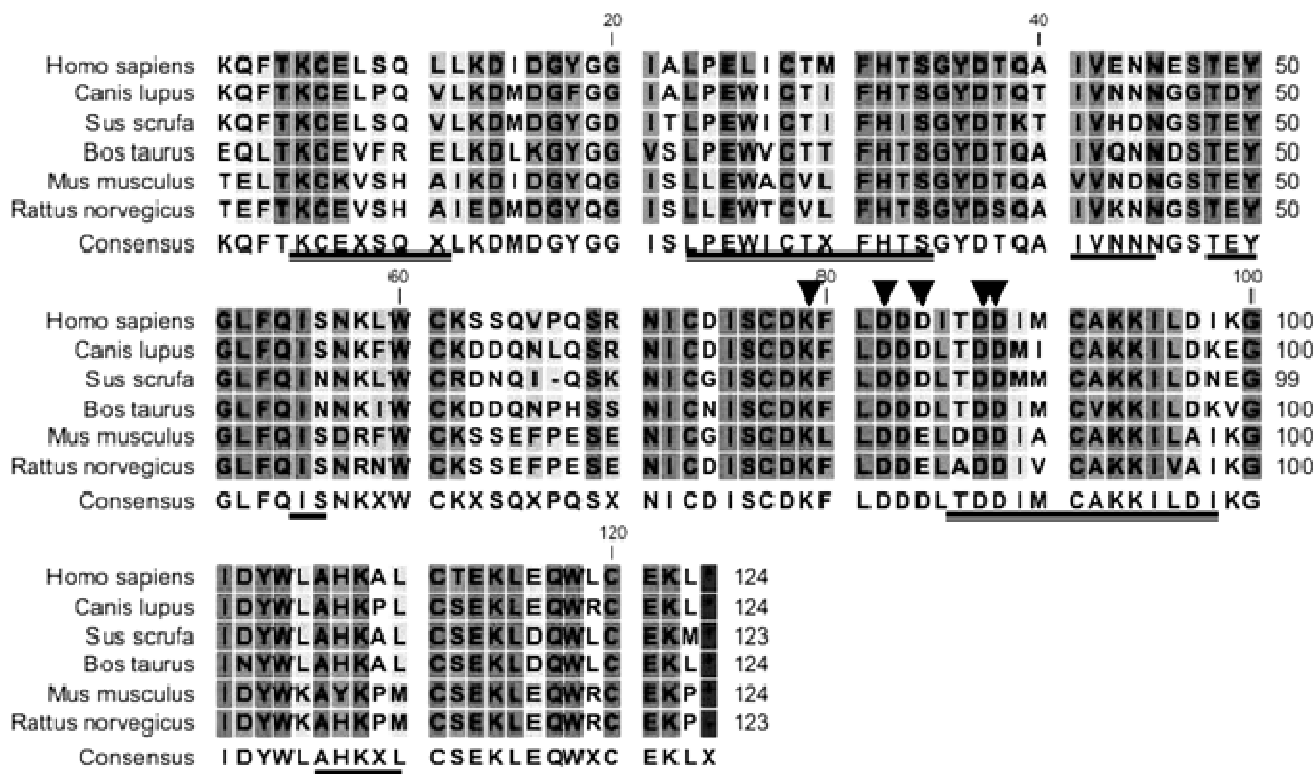 20 40
Homo sapiens KQFTKCELSQ LLKDIDGYGG IALPELICTM FHTSGYDTQA IVENNESTEY 50
Canis lupus KQFTKCELPQ VLKDMDGFGG IALPEWICTI FHTSGYDTQT IVNNNGGTDY 50
Sus scrofa KQFTKCELSQ VLKDMDGYGD ITLPEWICTI FHISGYDTKT IVHDNGSTEY 50
Bos taurus EQLTKCEVFR ELKDLKGYGG VSLPEWVCTT FHTSGYDTQA IVQNNDSTEY 50
Mus musculus TELTKCKVSH AIKDIDGYQG ISLLEWACVL FHTSGYDTQA VVNDNGSTEY 50
Rattus norvegicus TEFTKCEVSH AIEDMDGYQG ISLLEWTCVL FHTSGYDSQA IVKNNGSTEY 50
Consensus KQFTKCEXSQ XLKDMDGYGG ISLPEWICTX FHTSGYDTQA IVNNNGSTEY
60 80 100
Homo sapiens GLFQISNKLW CKSSQVPQSR NICDISCDKF LDDDITDDIM CAKKILDIKG 100
Canis lupus GLFQISNKFW CKDDQNLQSR NICDISCDKF LDDDLTDDMI CAKKILDKEG 100
Sus scrofa GLFQINNKLW CRDNQI-QSK NICGISCDKF LDDDLTDDMM CAKKILDNEG 99
Bos taurus GLFQINNKIW CKDDQNPHSS NICNISCDKF LDDDLTDDIM CVKKILDKVG 100
Mus musculus GLFQISDRFW CKSSEFPESE NICGISCDKL LDDELDDDIA CAKKILAIKG 100
Rattus norvegicus GLFQISNRNW CKSSEFPESE NICDISCDKF LDDELADDIV CAKKIVAIKG 100
Consensus GLFQISNKXW CKXSQXPQSX NICDISCDKF LDDDLTDDIM CAKKILDIKG
120
Homo sapiens IDYWLAHKAL CTEKLEQWLC EKL* 124
Canis lupus IDYWLAHKPL CSEKLEQWRC EKL* 124
Sus scrofa IDYWLAHKAL CSEKLDQWLC EKM* 123
Bos taurus INYWLAHKAL CSEKLDQWLC EKL* 124
Mus musculus IDYWKAYKPM CSEKLEQWRC EKP* 124
Rattus norvegicus IDYWKAHKPM CSEKLEQWRC EKP* 123
Consensus IDYWLAHKXL CSEKLEQWXC EKLX